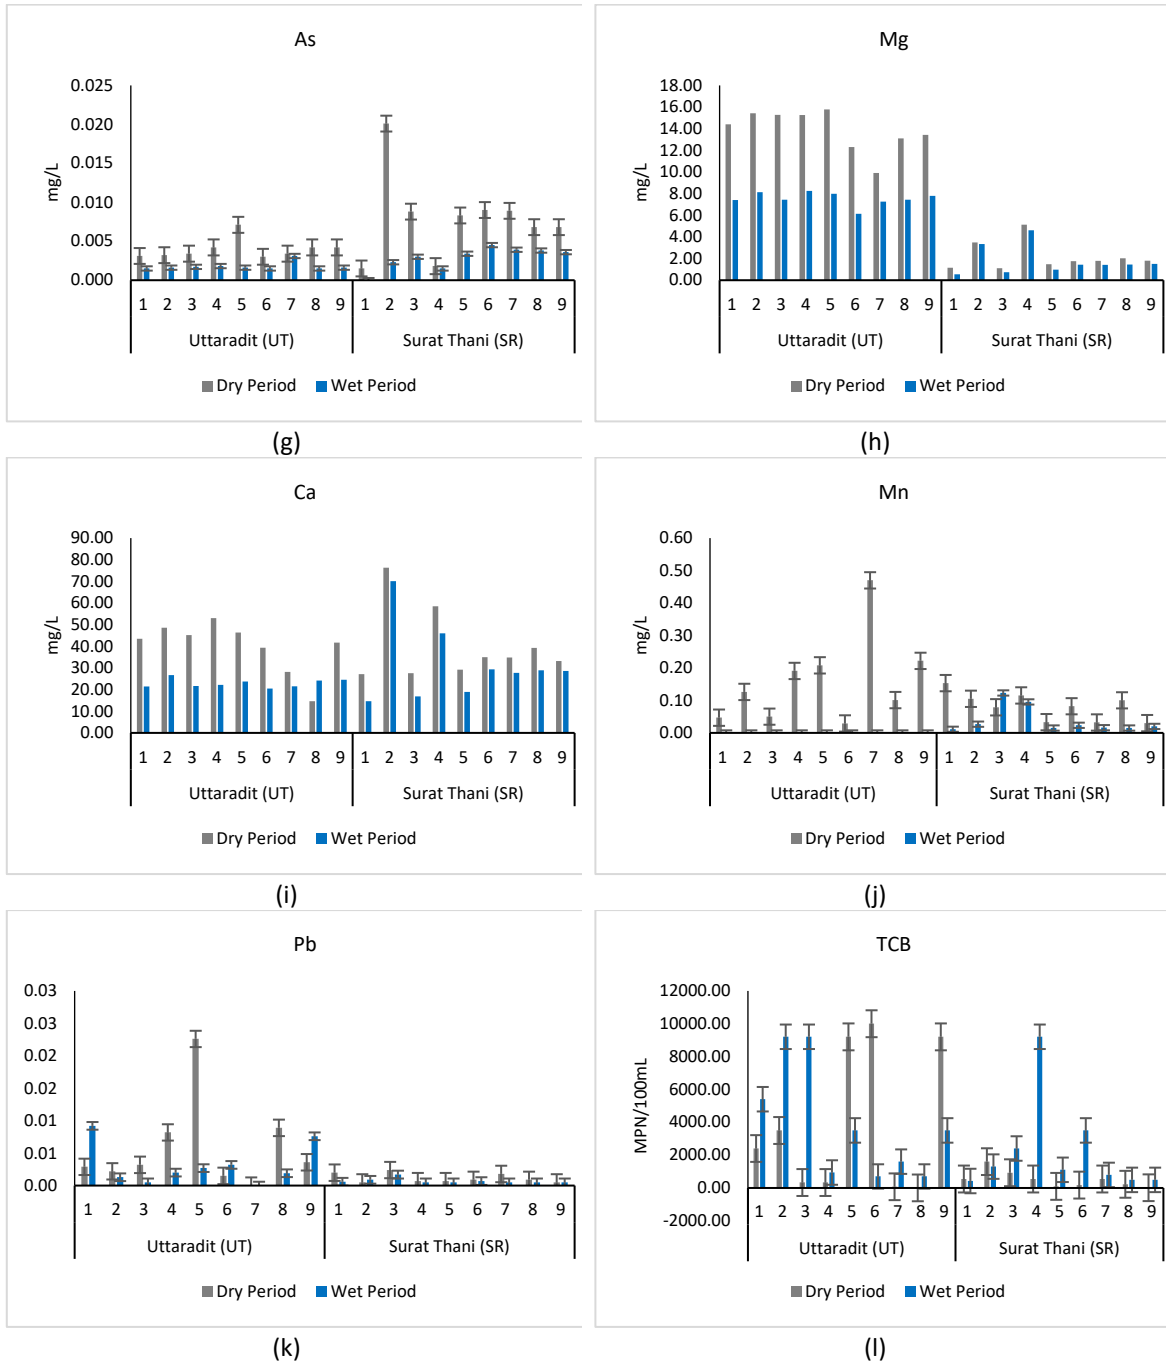 As
mg/L
0.025
0.020
0.015
0.010
0.005
0.000
1 2 3 4 5 6 7 8 9 1 2 3 4 5 6 7 8 9
Uttaradit (UT) Surat Thani (SR)
Dry Period Wet Period
(g)
Mg
mg/L
18.00
16.00
14.00
12.00
10.00
8.00
6.00
4.00
2.00
0.00
1 2 3 4 5 6 7 8 9 1 2 3 4 5 6 7 8 9
Uttaradit (UT) Surat Thani (SR)
Dry Period Wet Period
(h)
Ca
mg/L
90.00
80.00
70.00
60.00
50.00
40.00
30.00
20.00
10.00
0.00
1 2 3 4 5 6 7 8 9 1 2 3 4 5 6 7 8 9
Uttaradit (UT) Surat Thani (SR)
Dry Period Wet Period
(i)
Mn
mg/L
0.60
0.50
0.40
0.30
0.20
0.10
0.00
1 2 3 4 5 6 7 8 9 1 2 3 4 5 6 7 8 9
Uttaradit (UT) Surat Thani (SR)
Dry Period Wet Period
(j)
Pb
0.03
0.03
0.02
0.02
0.01
0.01
0.00
1 2 3 4 5 6 7 8 9 1 2 3 4 5 6 7 8 9
Uttaradit (UT) Surat Thani (SR)
Dry Period Wet Period
(k)
TCB
MPN/100mL
12000.00
10000.00
8000.00
6000.00
4000.00
2000.00
0.00
-2000.00
1 2 3 4 5 6 7 8 9 1 2 3 4 5 6 7 8 9
Uttaradit (UT) Surat Thani (SR)
Dry Period Wet Period
(l)